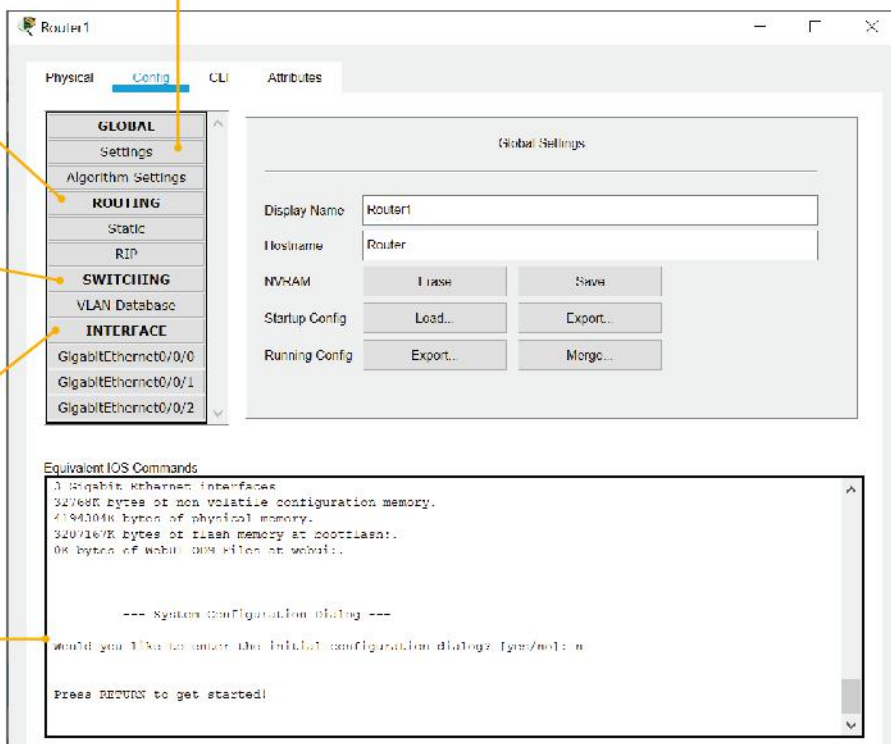 Router1
Physical Config CLI Attributes
GLOBAL
Settings
Algorithm Settings
ROUTING
Static
RIP
SWITCHING
VLAN Database
INTERFACE
GigabitEthernet0/0/0
GigabitEthernet0/0/1
GigabitEthernet0/0/2
Global Settings
Display Name Router1
Hostname Router
NVRAM Erase Save
Startup Config Load... Export...
Running Config Export... Merge...
Equivalent IOS Commands
3 Gigabit Ethernet interfaces
32768K bytes of non volatile configuration memory.
4194304K bytes of physical memory.
3207167K bytes of flash memory at bootflash:.
0K bytes of WebUI ODM Files at webui:.
--- System Configuration Dialog ---
Would you like to enter the initial configuration dialog? [yes/no]: n
Press RETURN to get started!